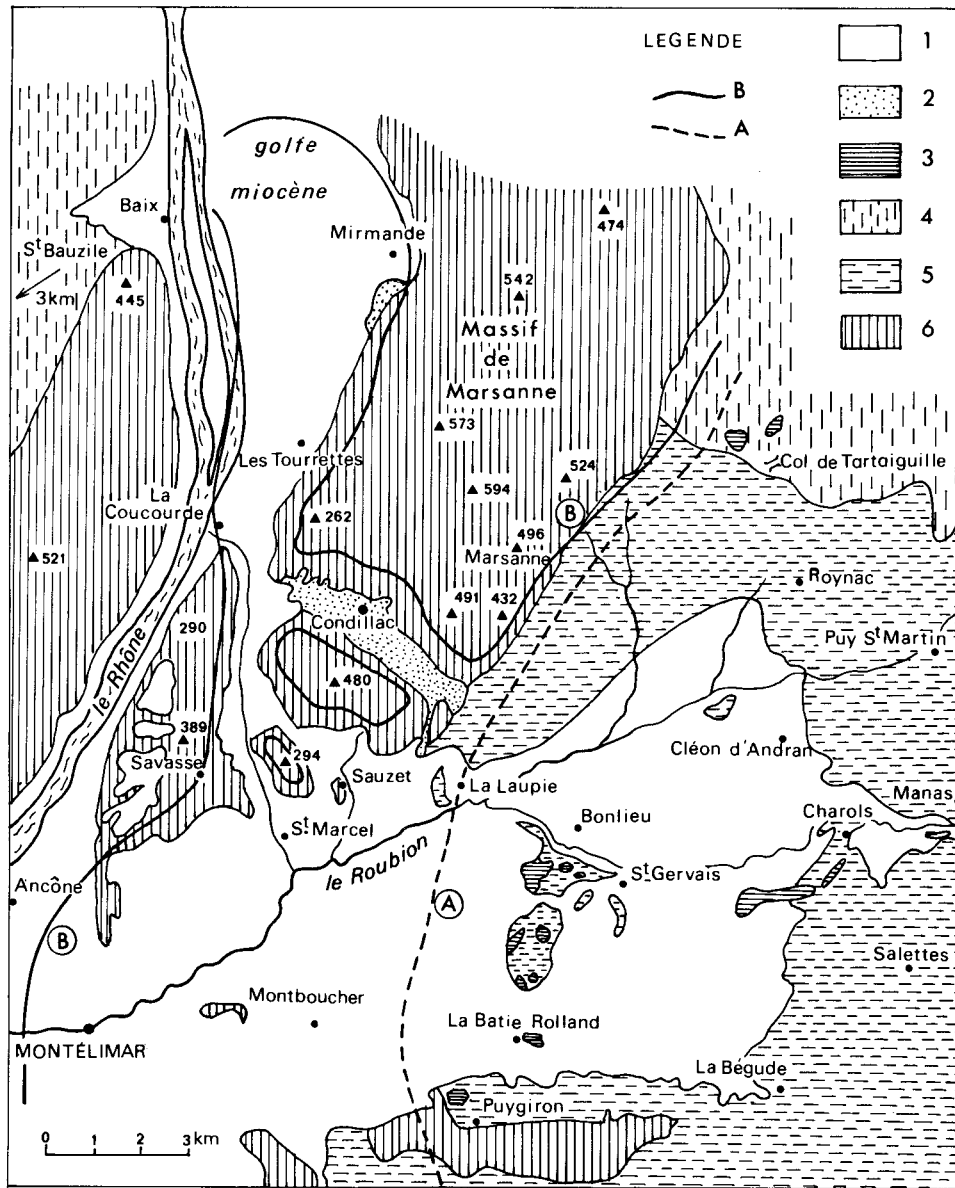 LEGENDE
B
A
1
2
3
4
5
6
golfe
miocène
Baix
Mirmande
St Bauzile
3km
445
474
542
Massif
de
Marsanne
573
Les Tourrettes
Col de Tartaiguille
La
Coucourde
594
524
262
B
521
496
Marsanne
Roynac
491
432
Condillac
290
Puy St Martin
le Rhône
480
389
Savasse
294
Cléon d'Andran
Sauzet
La Laupie
Manas
Charols
St Marcel
Bonlieu
le Roubion
St Gervais
Ancône
A
B
Salettes
Montboucher
La Batie Rolland
MONTÉLIMAR
La Bégude
Puygiron
0 1 2 3 km